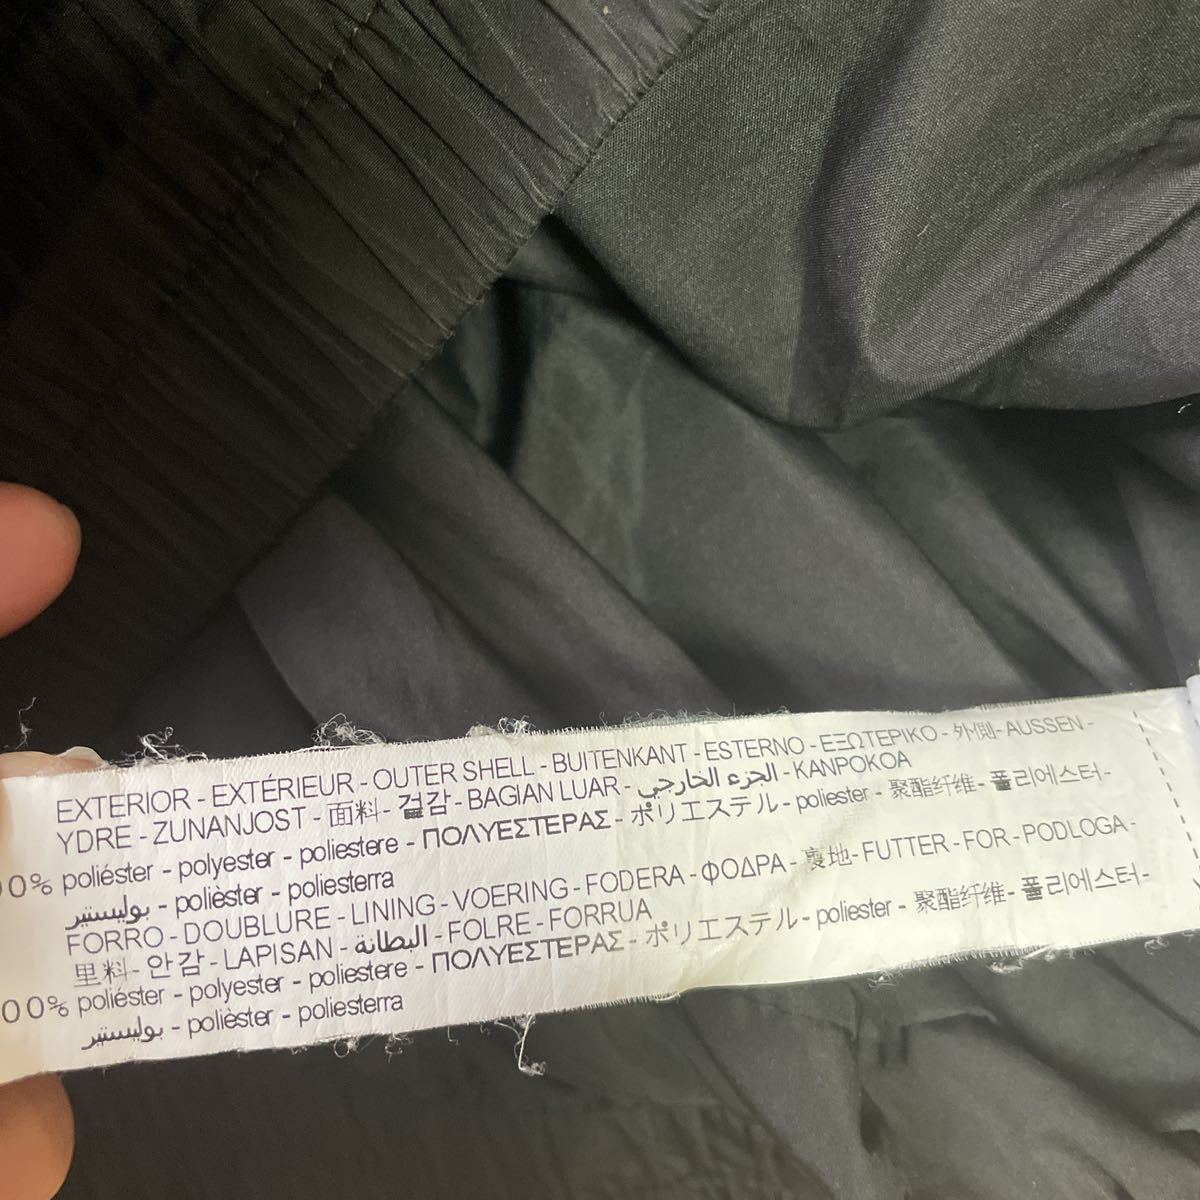 EXTERIOR - EXTÉRIEUR - OUTER SHELL - BUITENKANT - ESTERNO - ΕΞΩΤΕΡΙΚΟ - 外側 - AUSSEN -
YDRE - ZUNANJOST - 面料 - 겉감 - BAGIAN LUAR - الجزء الخارجي - KANPOKOA
00% poliéster - polyester - poliestere - ΠΟΛΥΕΣΤΕΡΑΣ - ポリエステル - poliester - 聚酯纤维 - 폴리에스터 -
بوليستير - polièster - poliesterra
FORRO - DOUBLURE - LINING - VOERING - FODERA - ΦΟΔΡΑ - 裏地 - FUTTER - FOR - PODLOGA -
里料 - 안감 - LAPISAN - البطانة - FOLRE - FORRUA
00% poliéster - polyester - poliestere - ΠΟΛΥΕΣΤΕΡΑΣ - ポリエステル - poliester - 聚酯纤维 - 폴리에스터 -
بوليستير - polièster - poliesterra